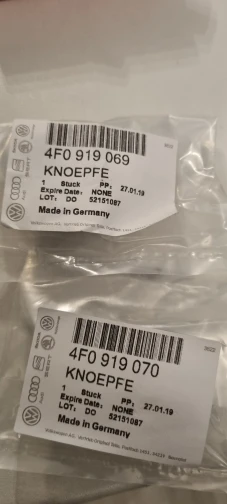 4F0 919 069
KNOEPFE
1 Stuck PP: 27.01.19
Expire Date: NONE
LOT: DO 52151087
Made in Germany
4F0 919 070
KNOEPFE
1 Stuck PP: 27.01.19
Expire Date: NONE
LOT: DO 52151087
Made in Germany